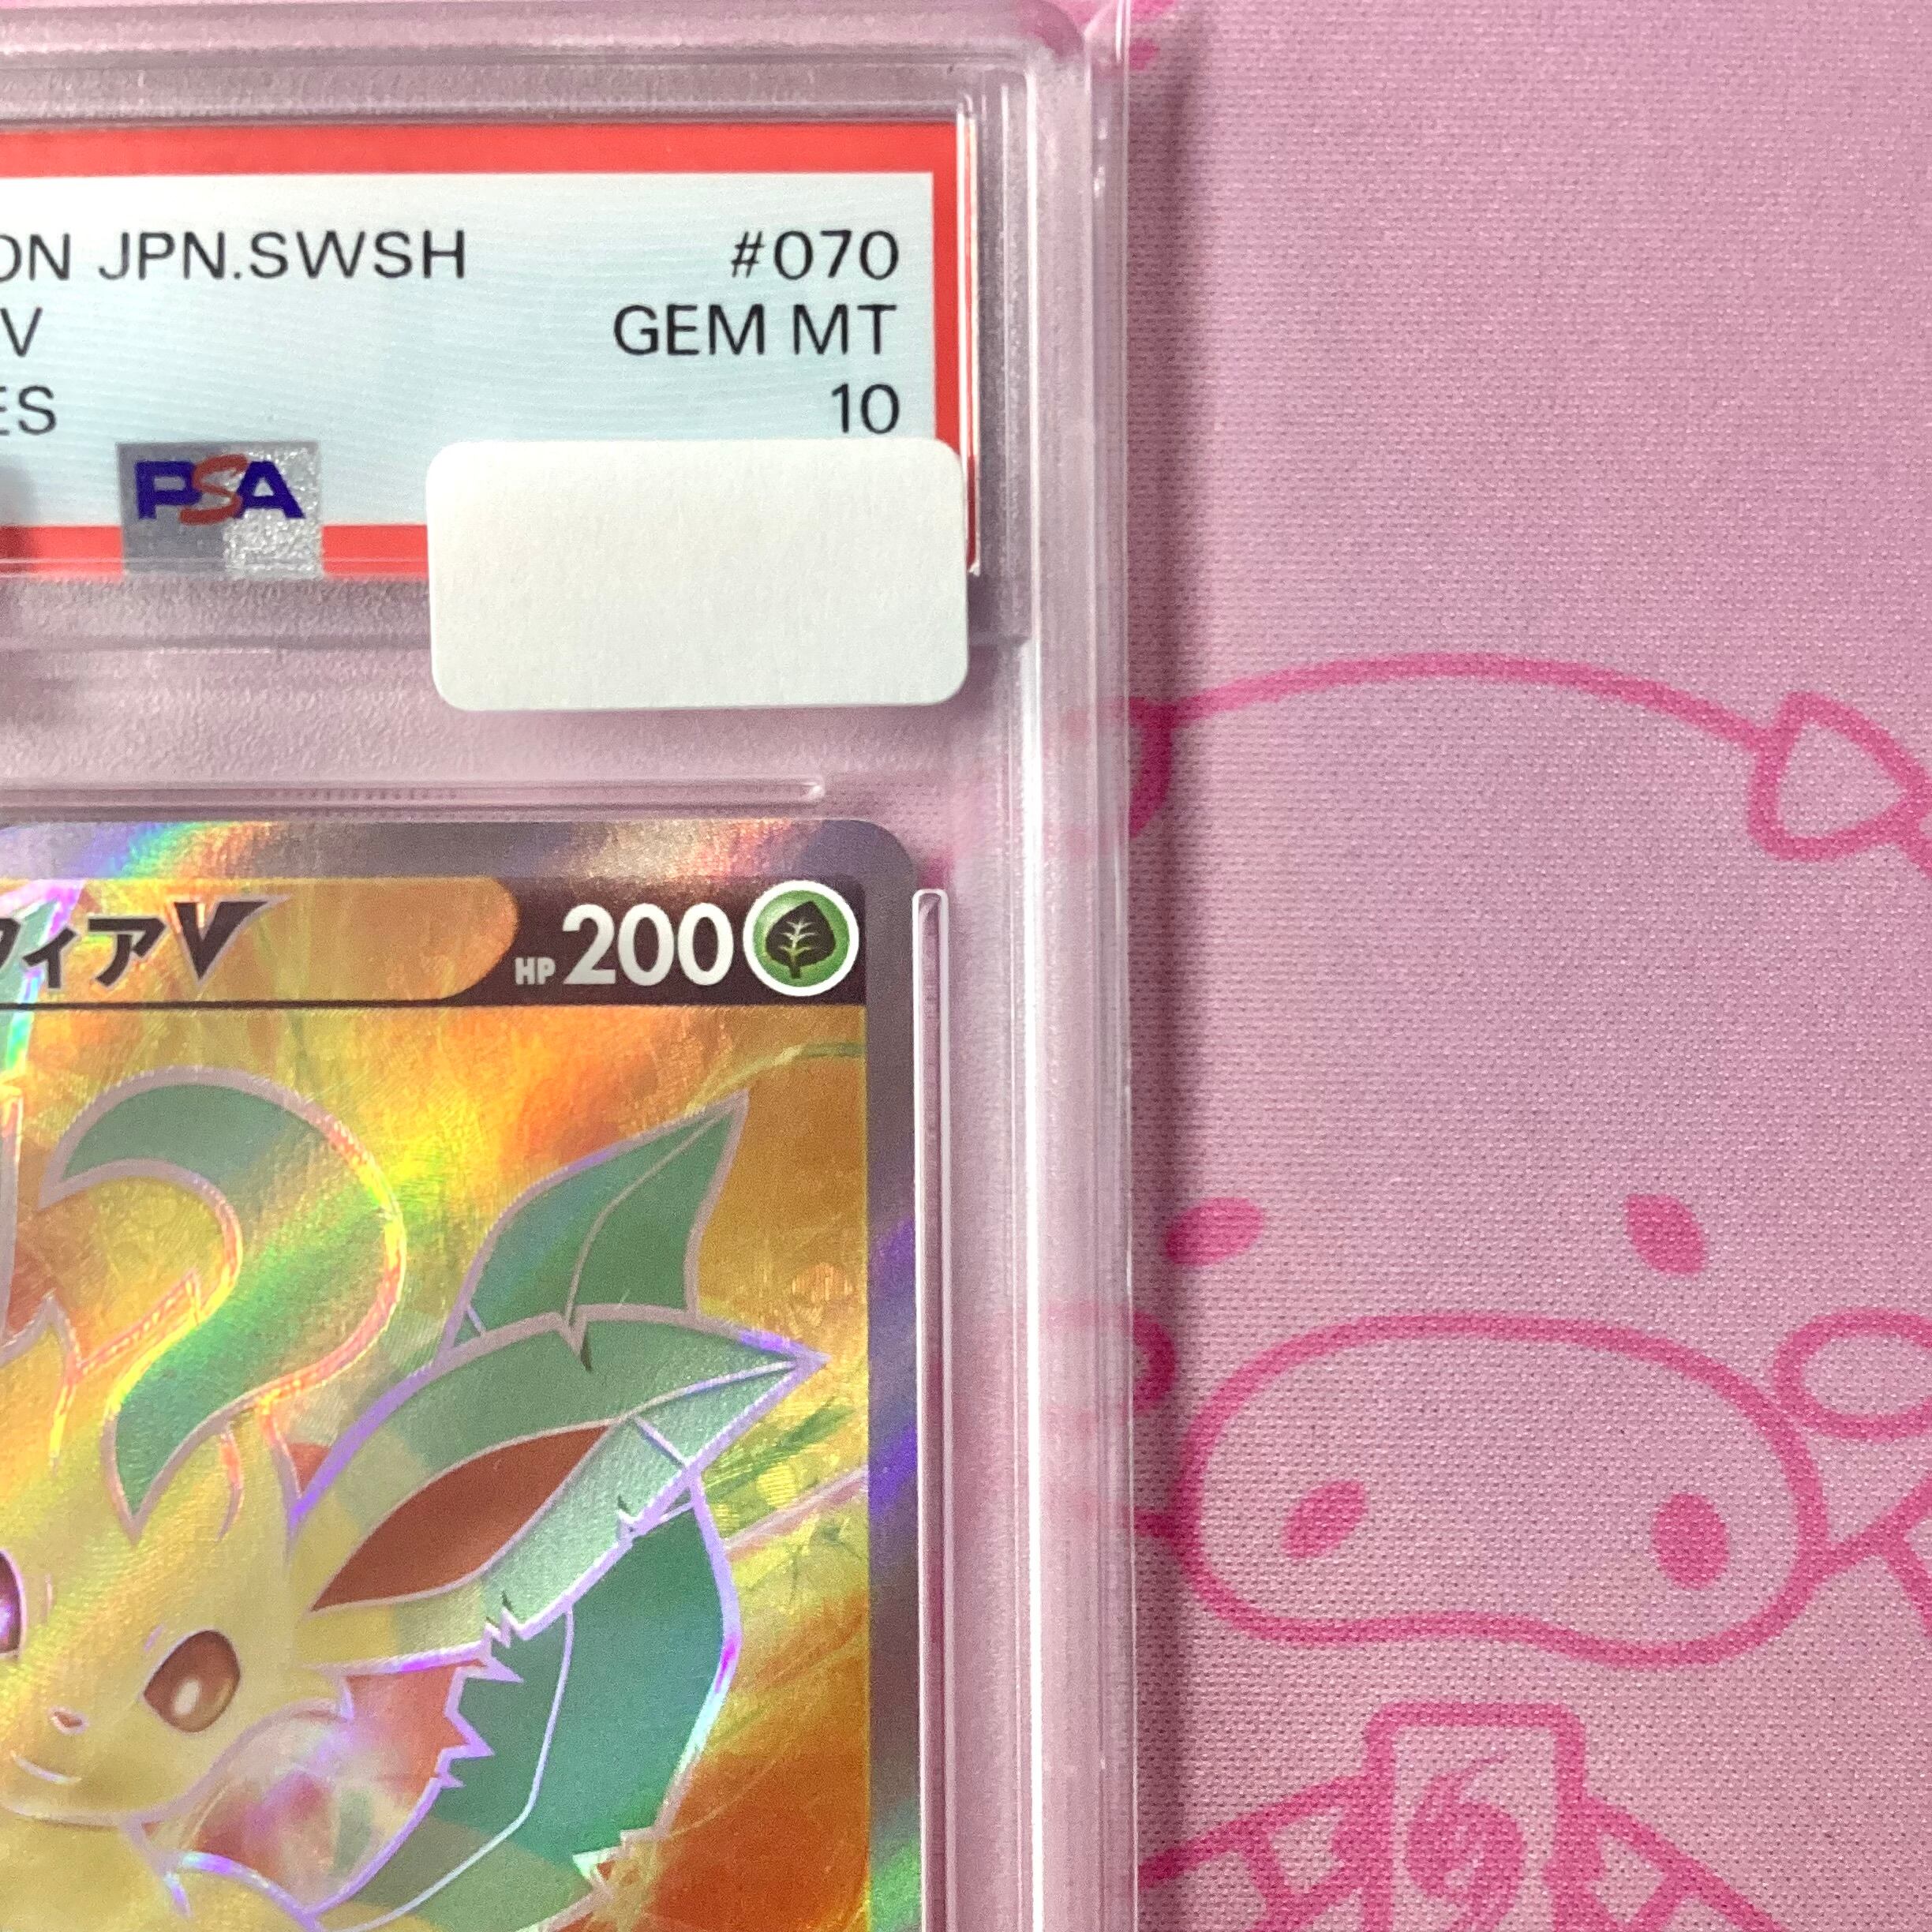 ON JPN.SWSH #070
V GEM MT
ES 10
PSA
ィアV HP 200